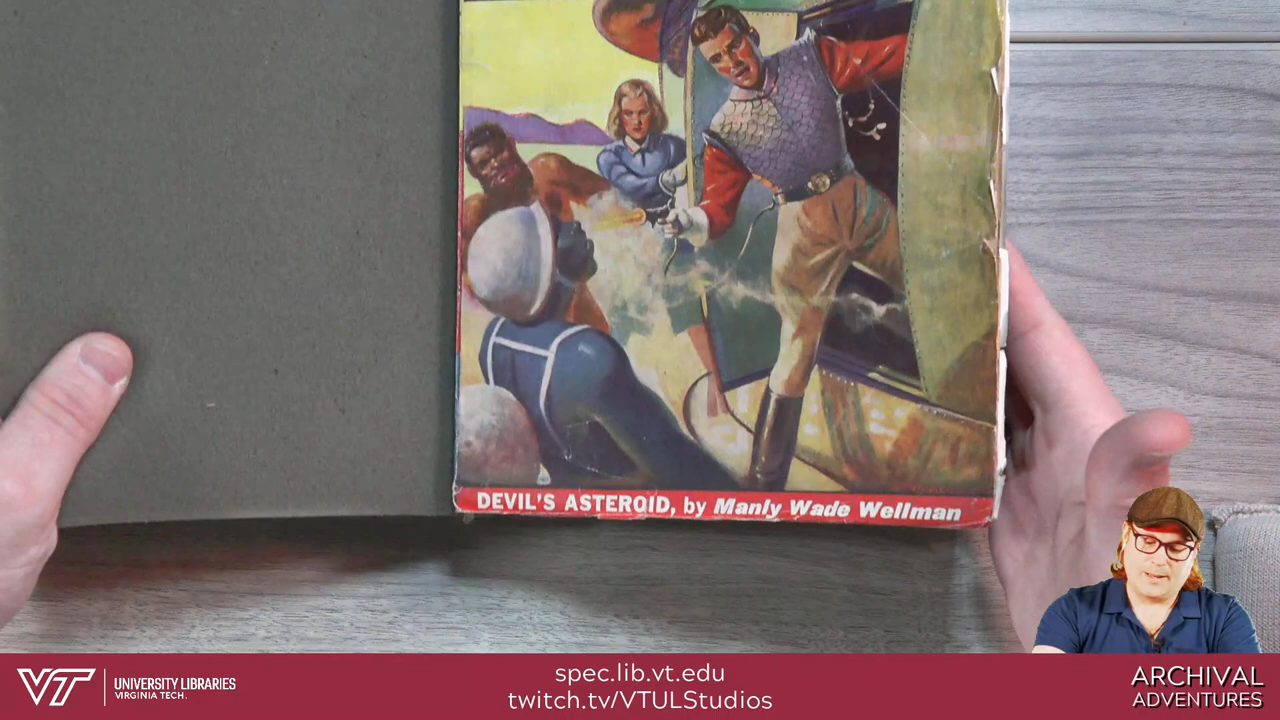 DEVIL'S ASTEROID, by Manly Wade Wellman
VT
UNIVERSITY LIBRARIES
VIRGINIA TECH.
spec.lib.vt.edu
twitch.tv/VTULStudios
ARCHIVAL
ADVENTURES